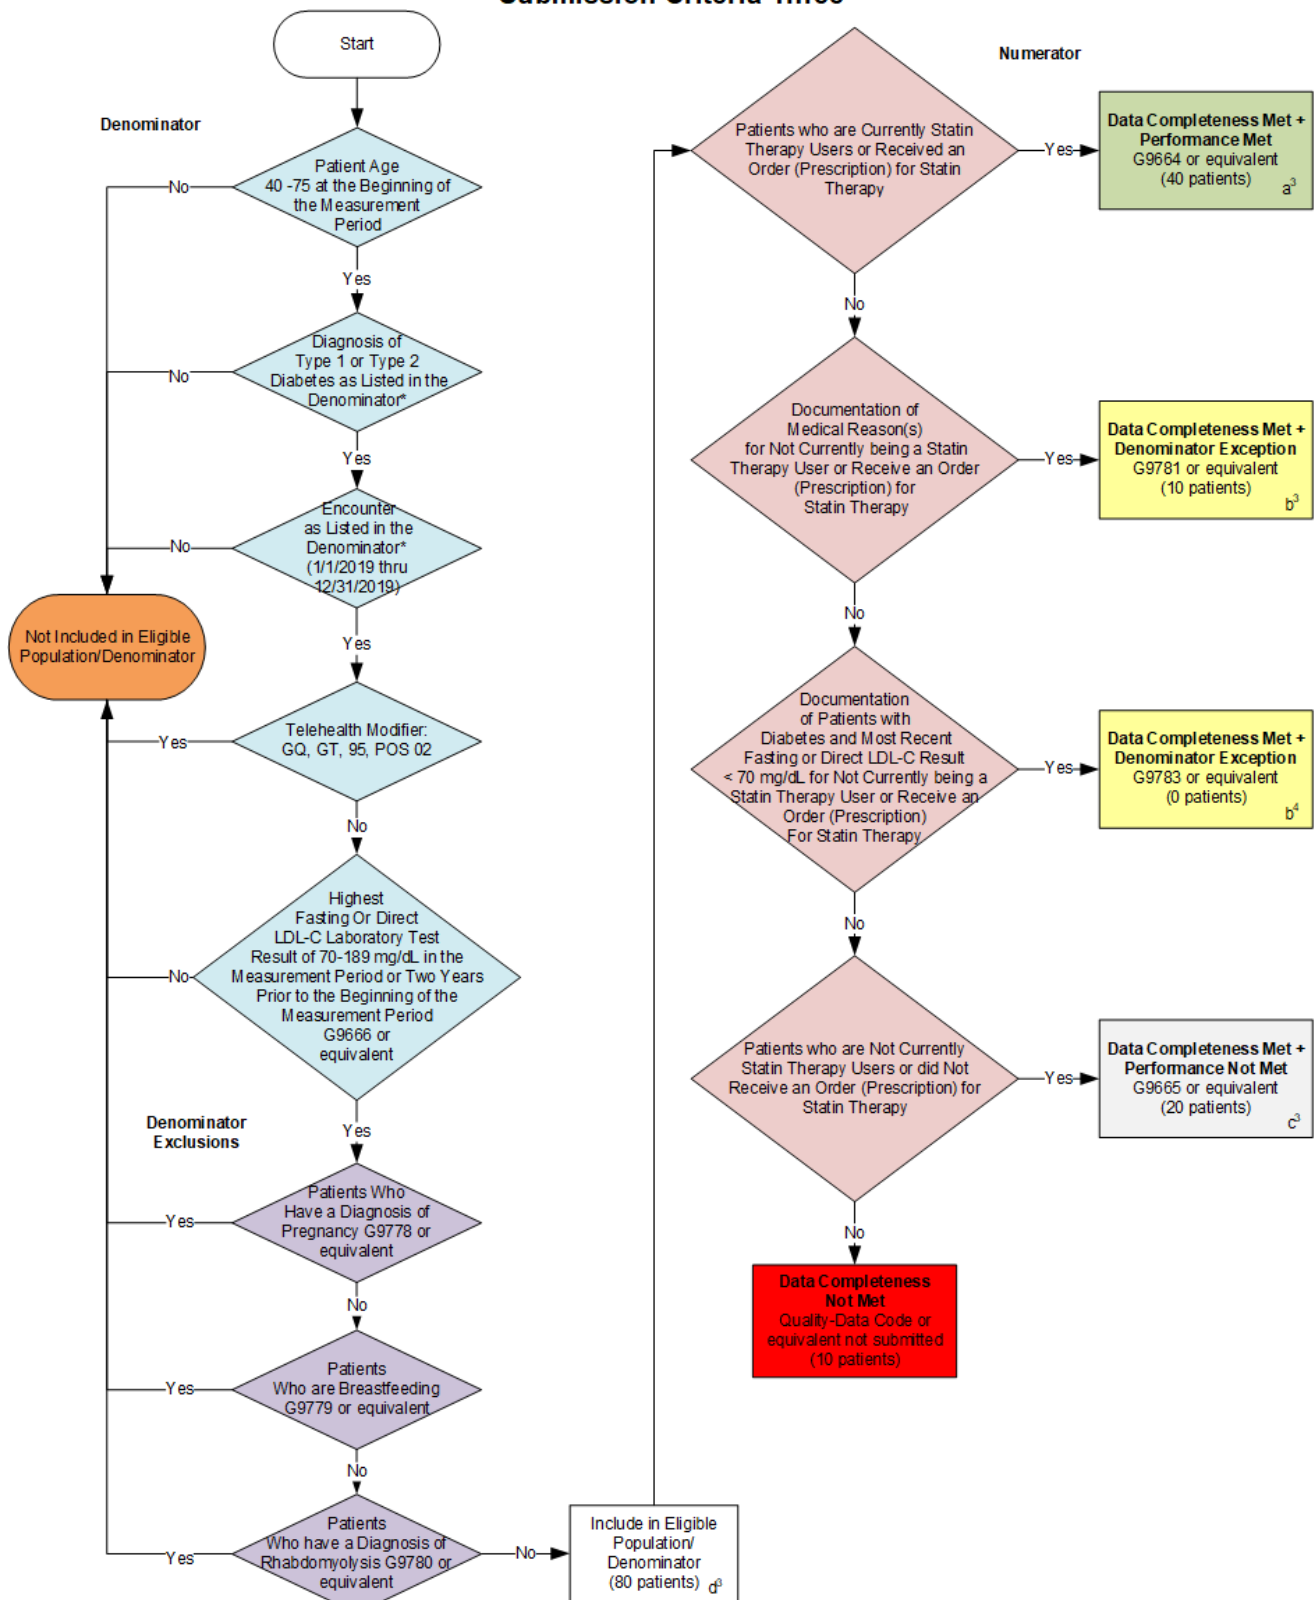 Submission Criteria Three
Start
Denominator
Patient Age
40 -75 at the Beginning of
the Measurement
Period
No
Yes
Diagnosis of
Type 1 or Type 2
Diabetes as Listed in the
Denominator*
No
Yes
Encounter
as Listed in the
Denominator*
(1/1/2019 thru
12/31/2019)
No
Yes
Not Included in Eligible
Population/Denominator
Telehealth Modifier:
GQ, GT, 95, POS 02
Yes
No
Highest
Fasting Or Direct
LDL-C Laboratory Test
Result of 70-189 mg/dL in the
Measurement Period or Two Years
Prior to the Beginning of the
Measurement Period
G9666 or
equivalent
No
Yes
Denominator
Exclusions
Patients Who
Have a Diagnosis of
Pregnancy G9778 or
equivalent
Yes
No
Patients
Who are Breastfeeding
G9779 or equivalent
Yes
No
Patients
Who have a Diagnosis of
Rhabdomyolysis G9780 or
equivalent
Yes
No
Include in Eligible
Population/
Denominator
(80 patients) d³
Numerator
Patients who are Currently Statin
Therapy Users or Received an
Order (Prescription) for Statin
Therapy
Yes
Data Completeness Met +
Performance Met
G9664 or equivalent
(40 patients)
a³
No
Documentation of
Medical Reason(s)
for Not Currently being a Statin
Therapy User or Receive an Order
(Prescription) for
Statin Therapy
Yes
Data Completeness Met +
Denominator Exception
G9781 or equivalent
(10 patients)
b³
No
Documentation
of Patients with
Diabetes and Most Recent
Fasting or Direct LDL-C Result
< 70 mg/dL for Not Currently being a
Statin Therapy User or Receive an
Order (Prescription)
For Statin Therapy
Yes
Data Completeness Met +
Denominator Exception
G9783 or equivalent
(0 patients)
b⁴
No
Patients who are Not Currently
Statin Therapy Users or did Not
Receive an Order (Prescription) for
Statin Therapy
Yes
Data Completeness Met +
Performance Not Met
G9665 or equivalent
(20 patients)
c³
No
Data Completeness
Not Met
Quality-Data Code or
equivalent not submitted
(10 patients)